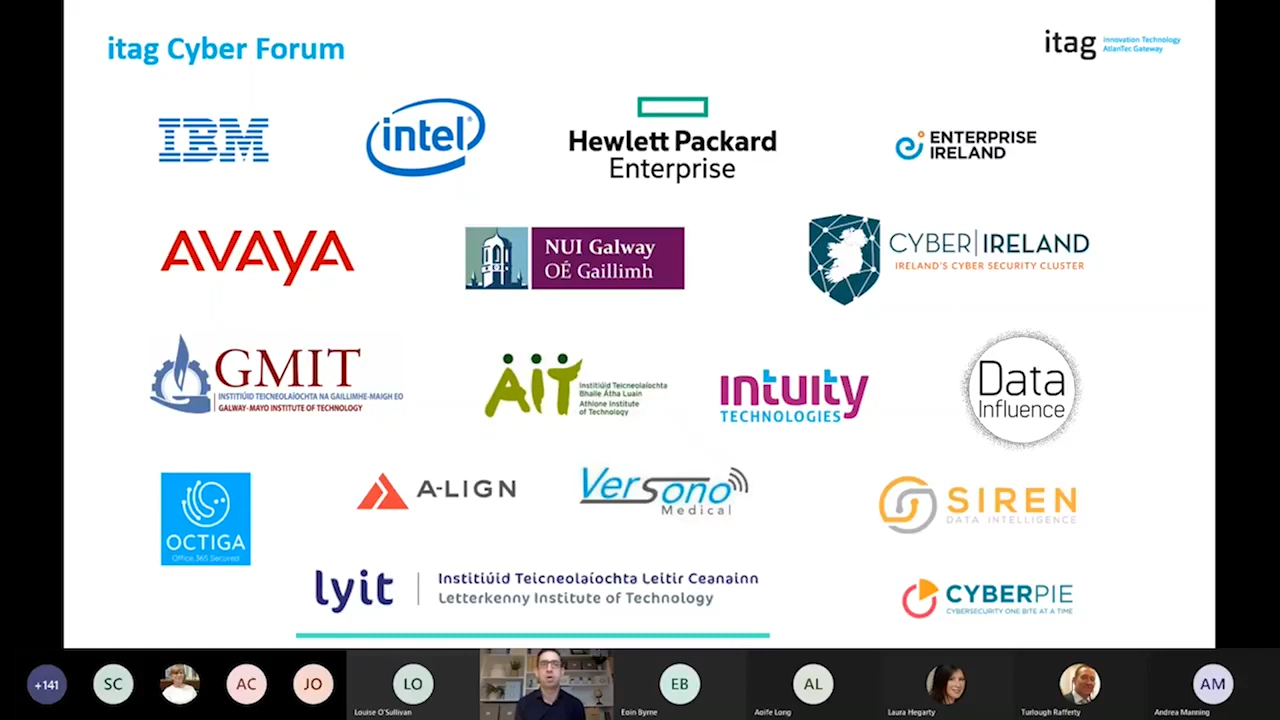 itag Cyber Forum
itag
Innovation Technology
AtlanTec Gateway
IBM
intel
Hewlett Packard
Enterprise
ENTERPRISE
IRELAND
AVAYA
NUI Galway
OÉ Gaillimh
CYBER|IRELAND
IRELAND'S CYBER SECURITY CLUSTER
GMIT
INSTITIÚID TEICNEOLAÍOCHTA NA GAILLIMHE-MAIGH EO
GALWAY-MAYO INSTITUTE OF TECHNOLOGY
AIT
Institiúid Teicneolaíochta
Bhaile Átha Luain
Athlone Institute
of Technology
intuity
TECHNOLOGIES
Data
Influence
OCTIGA
Office 365 Secured
A-LIGN
Versono
Medical
SIREN
DATA INTELLIGENCE
lyit
Institiúid Teicneolaíochta Leitir Ceanainn
Letterkenny Institute of Technology
CYBERPIE
CYBERSECURITY ONE BITE AT A TIME
+141
SC
AC
JO
LO
Louise O'Sullivan
EB
Eoin Byrne
AL
Aoife Long
Laura Hegarty
Turlough Rafferty
AM
Andrea Manning